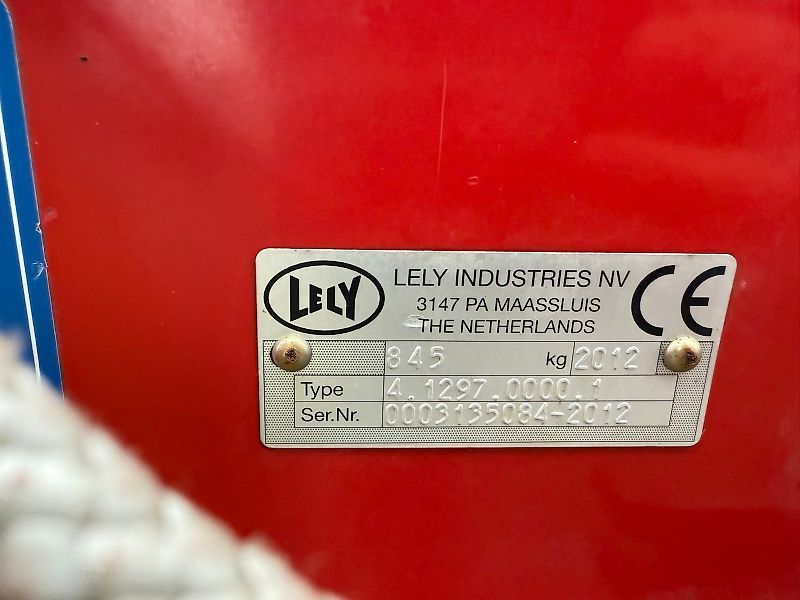 LELY
LELY INDUSTRIES NV
3147 PA MAASSLUIS
THE NETHERLANDS
CE
845 kg 2012
Type 4.1297.0000.1
Ser.Nr. 0003135084-2012